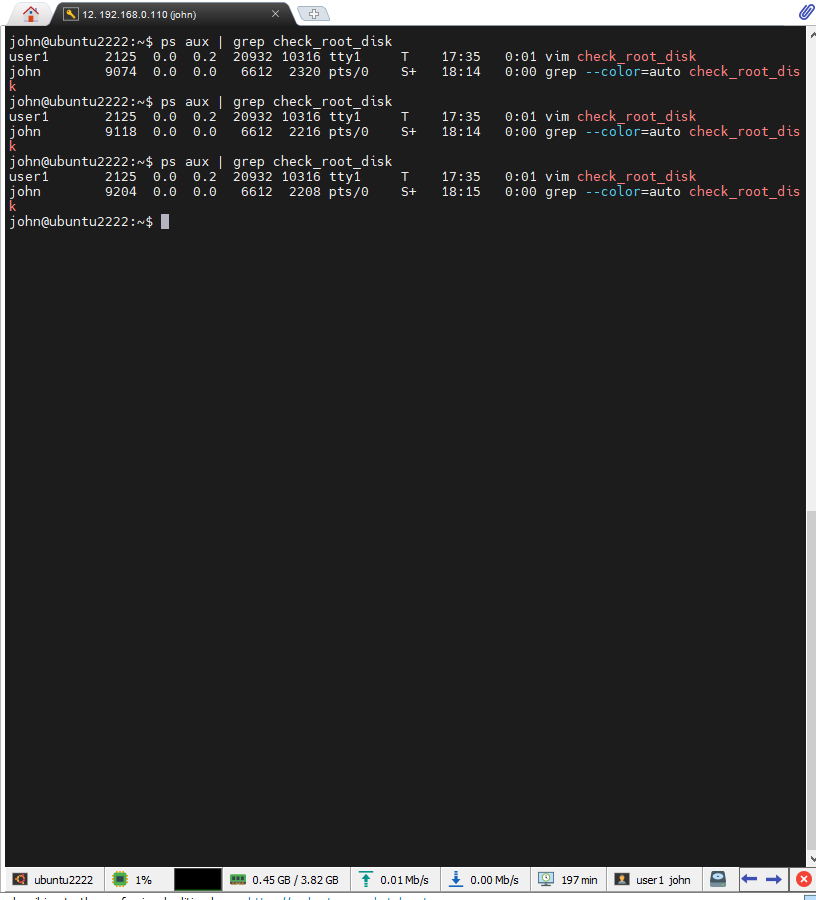 12. 192.168.0.110 (john)
john@ubuntu2222:~$ ps aux | grep check_root_disk
user1       2125  0.0  0.2  20932 10316 tty1     T    17:35   0:01 vim check_root_disk
john        9074  0.0  0.0   6612  2320 pts/0    S+   18:14   0:00 grep --color=auto check_root_dis
k
john@ubuntu2222:~$ ps aux | grep check_root_disk
user1       2125  0.0  0.2  20932 10316 tty1     T    17:35   0:01 vim check_root_disk
john        9118  0.0  0.0   6612  2216 pts/0    S+   18:14   0:00 grep --color=auto check_root_dis
k
john@ubuntu2222:~$ ps aux | grep check_root_disk
user1       2125  0.0  0.2  20932 10316 tty1     T    17:35   0:01 vim check_root_disk
john        9204  0.0  0.0   6612  2208 pts/0    S+   18:15   0:00 grep --color=auto check_root_dis
k
john@ubuntu2222:~$
ubuntu2222 1% 0.45 GB / 3.82 GB 0.01 Mb/s 0.00 Mb/s 197 min user1 john